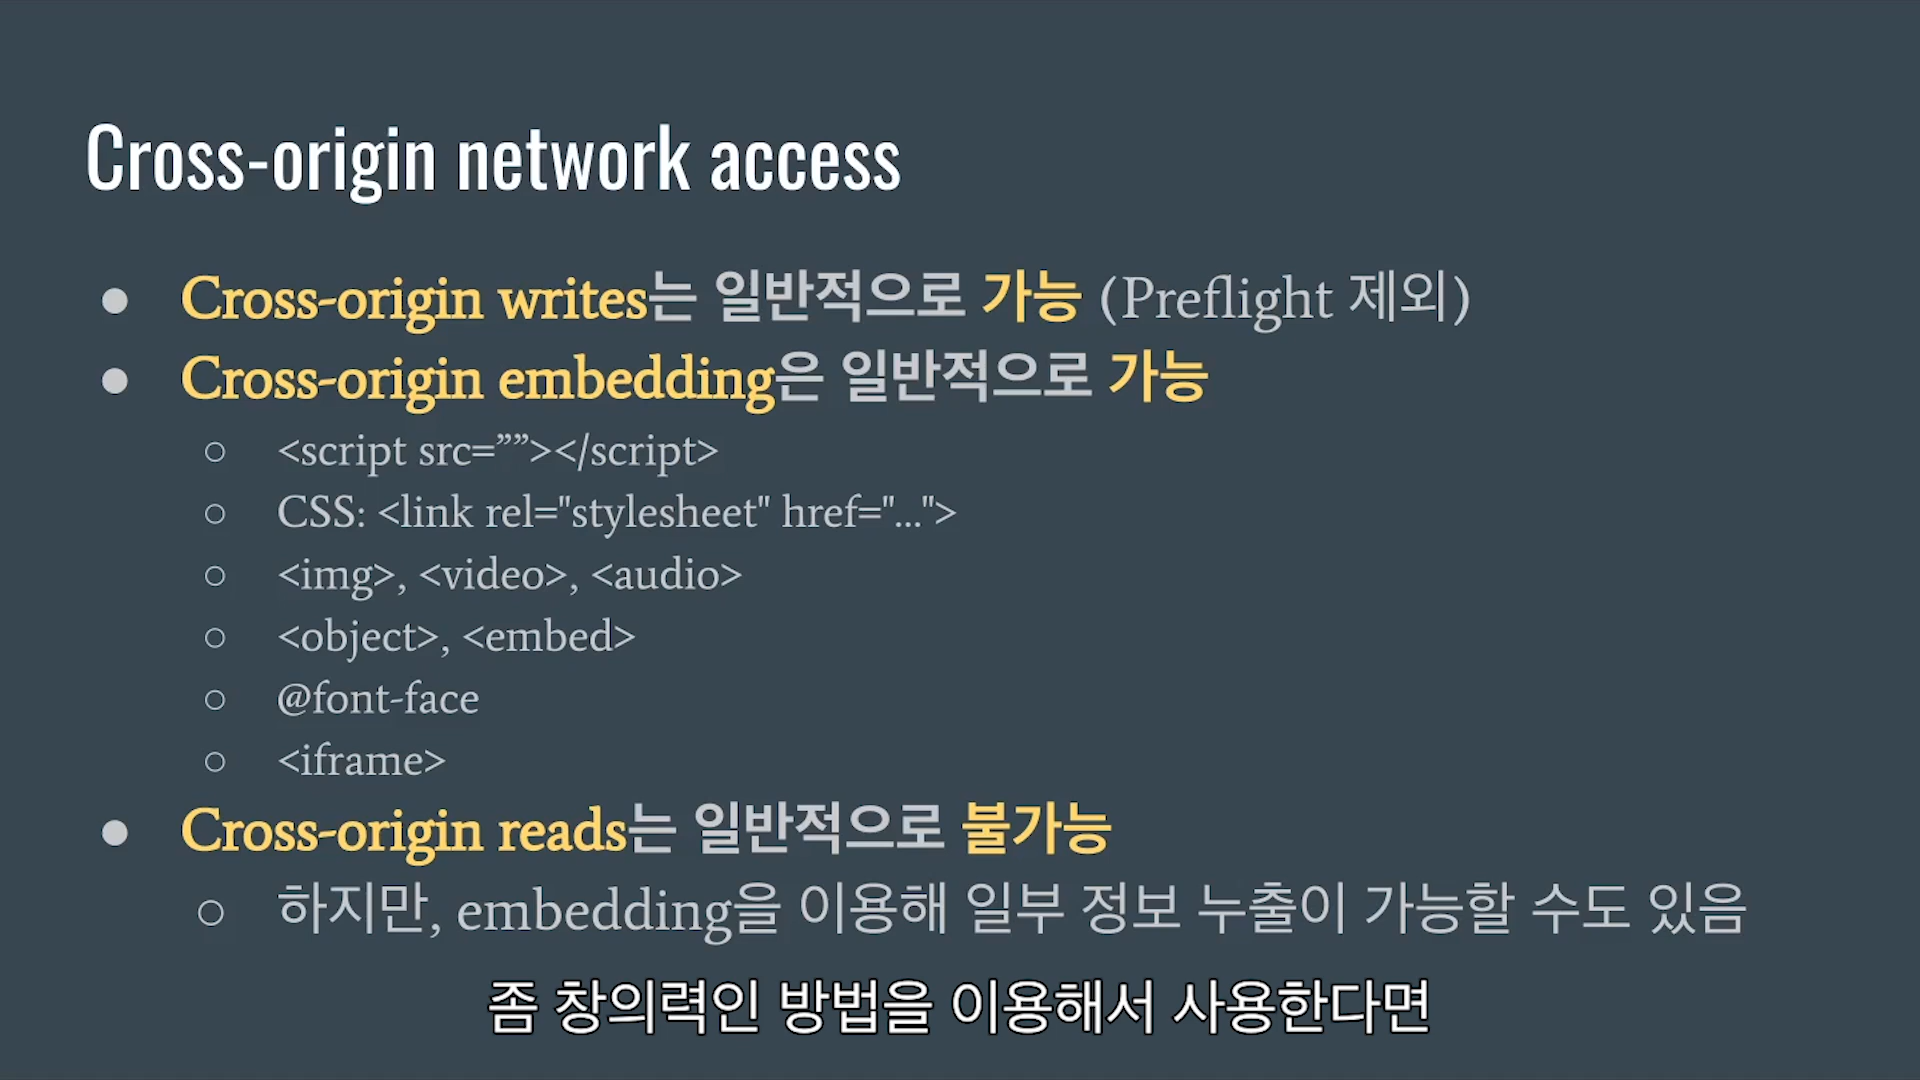 Cross-origin network access
● Cross-origin writes는 일반적으로 가능 (Preflight 제외)
● Cross-origin embedding은 일반적으로 가능
○ <script src=””></script>
○ CSS: <link rel="stylesheet" href="...">
○ <img>, <video>, <audio>
○ <object>, <embed>
○ @font-face
○ <iframe>
● Cross-origin reads는 일반적으로 불가능
○ 하지만, embedding을 이용해 일부 정보 누출이 가능할 수도 있음
좀 창의력인 방법을 이용해서 사용한다면